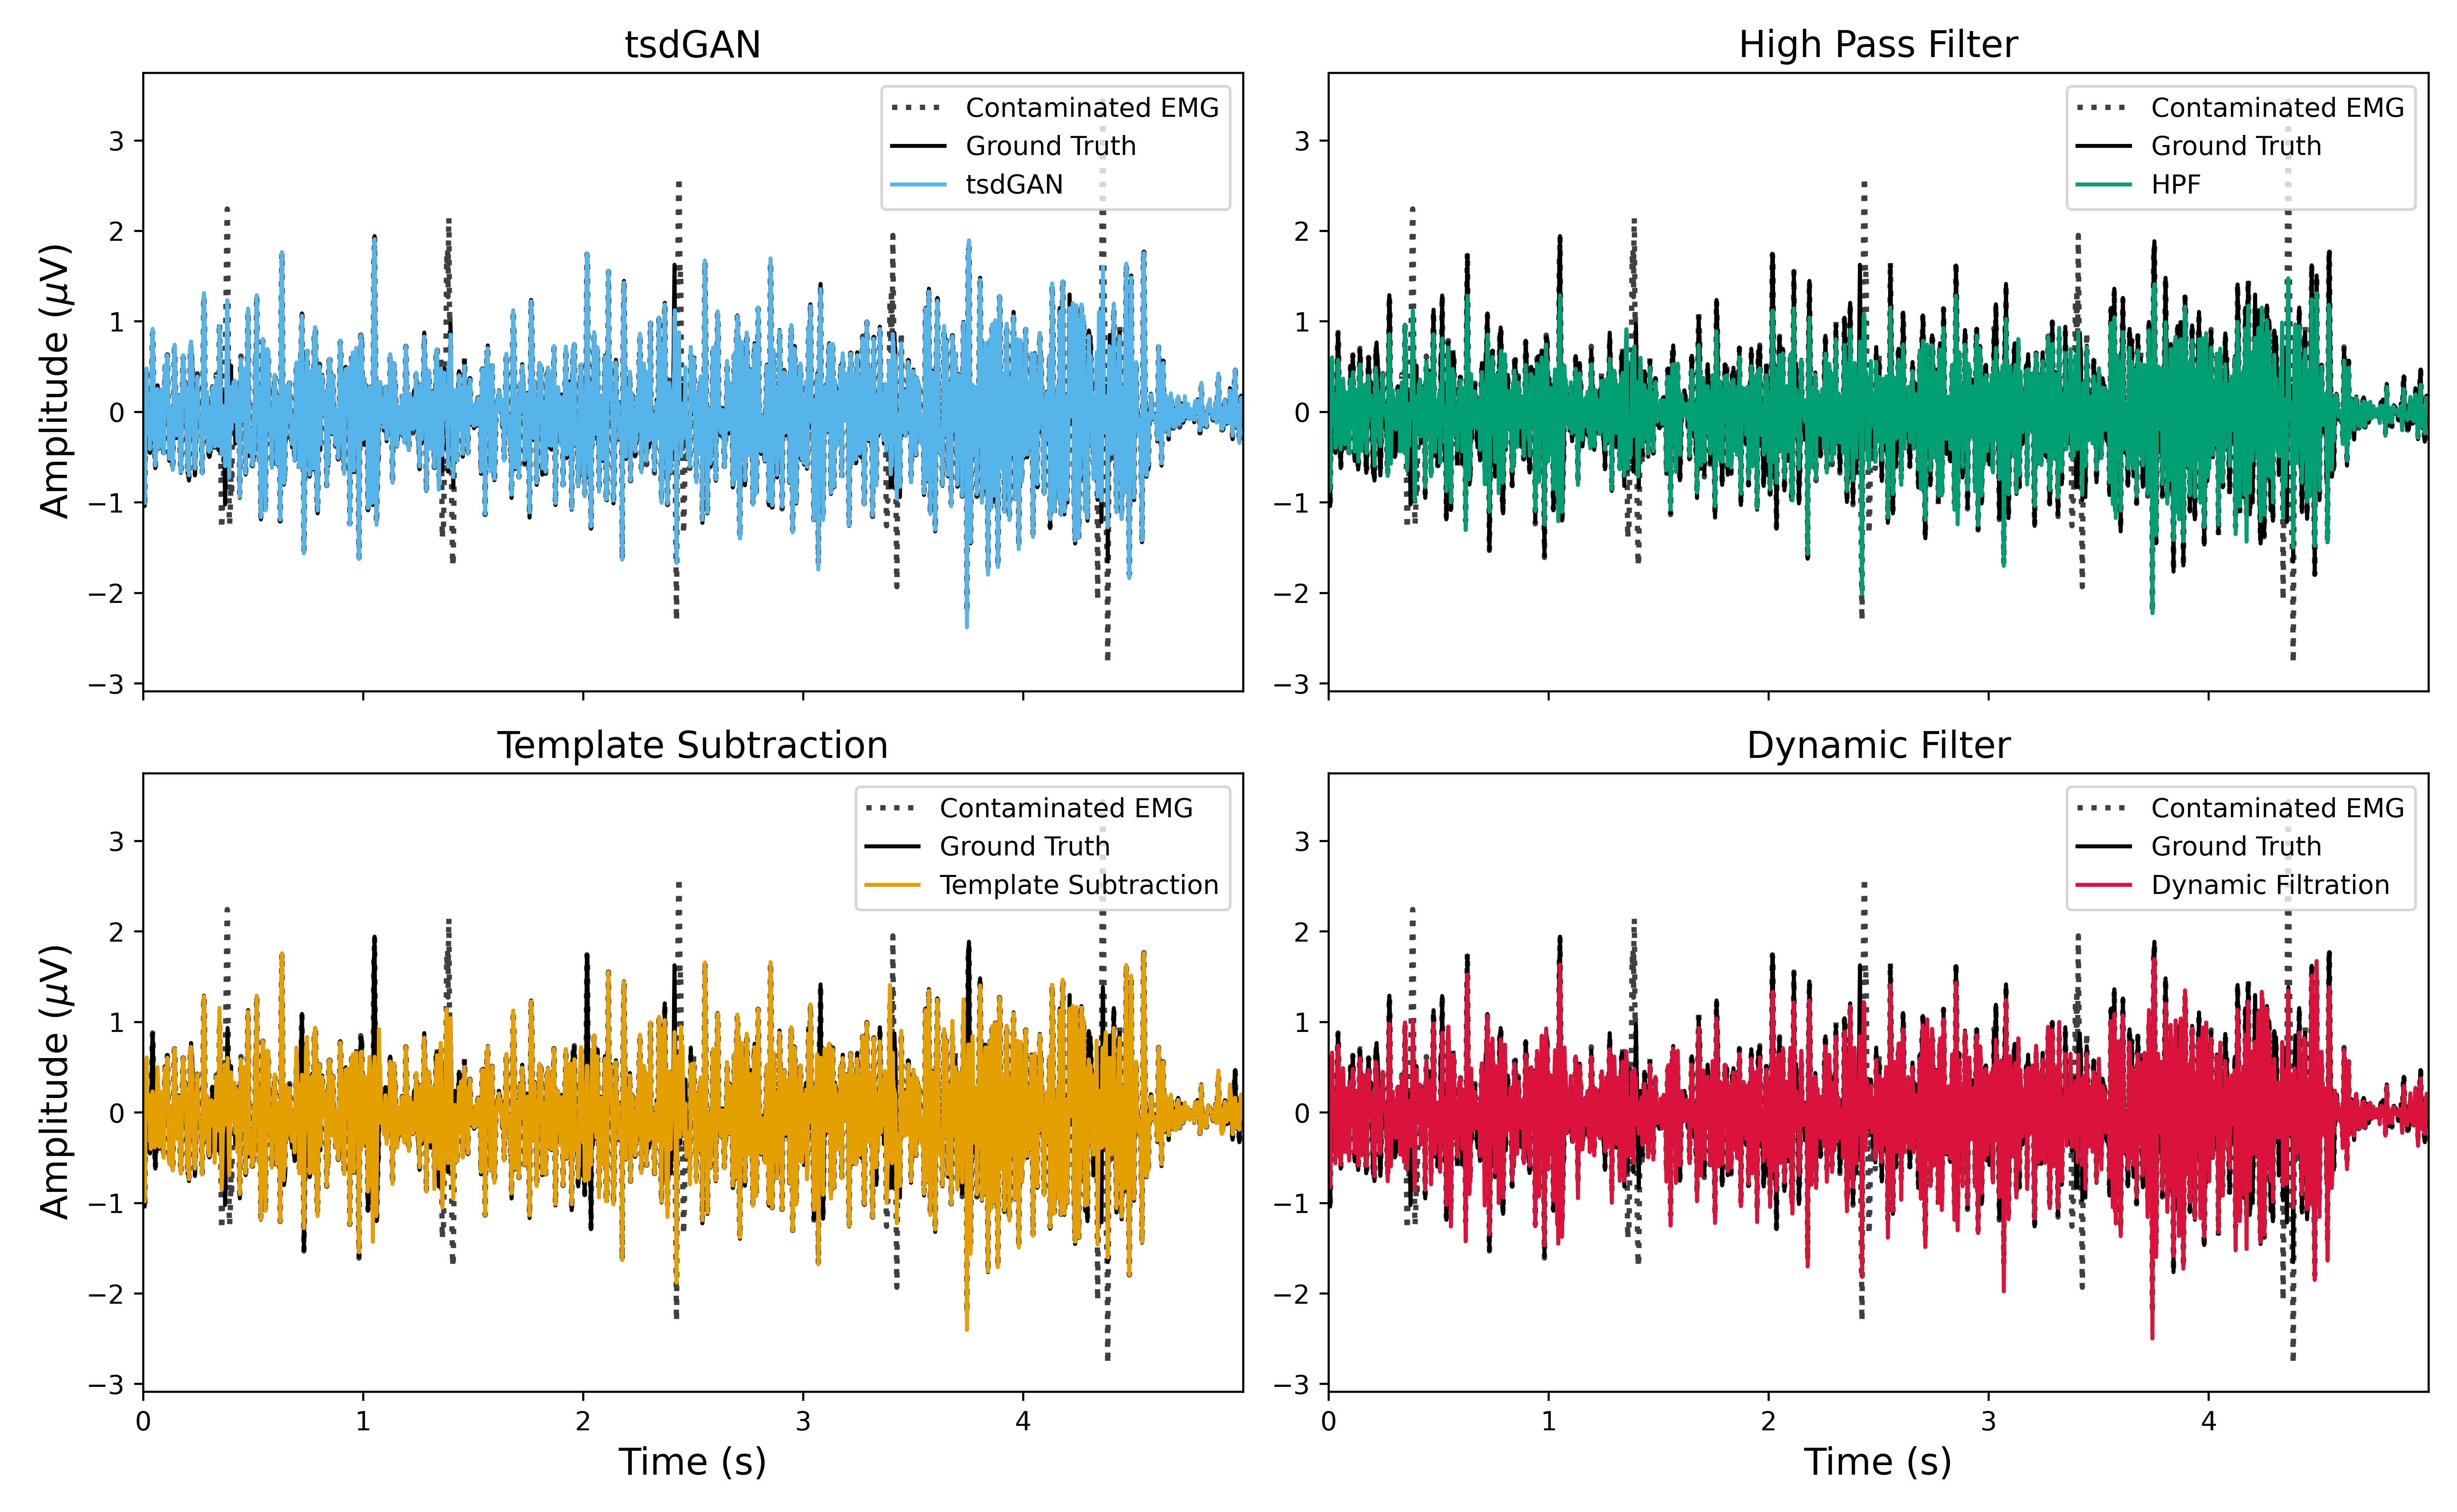 tsdGAN
Contaminated EMG
Ground Truth
tsdGAN
3
2
1
0
−1
−2
−3
Amplitude (μV)
High Pass Filter
Contaminated EMG
Ground Truth
HPF
3
2
1
0
−1
−2
−3
Template Subtraction
Contaminated EMG
Ground Truth
Template Subtraction
3
2
1
0
−1
−2
−3
Amplitude (μV)
0 1 2 3 4
Time (s)
Dynamic Filter
Contaminated EMG
Ground Truth
Dynamic Filtration
3
2
1
0
−1
−2
−3
0 1 2 3 4
Time (s)